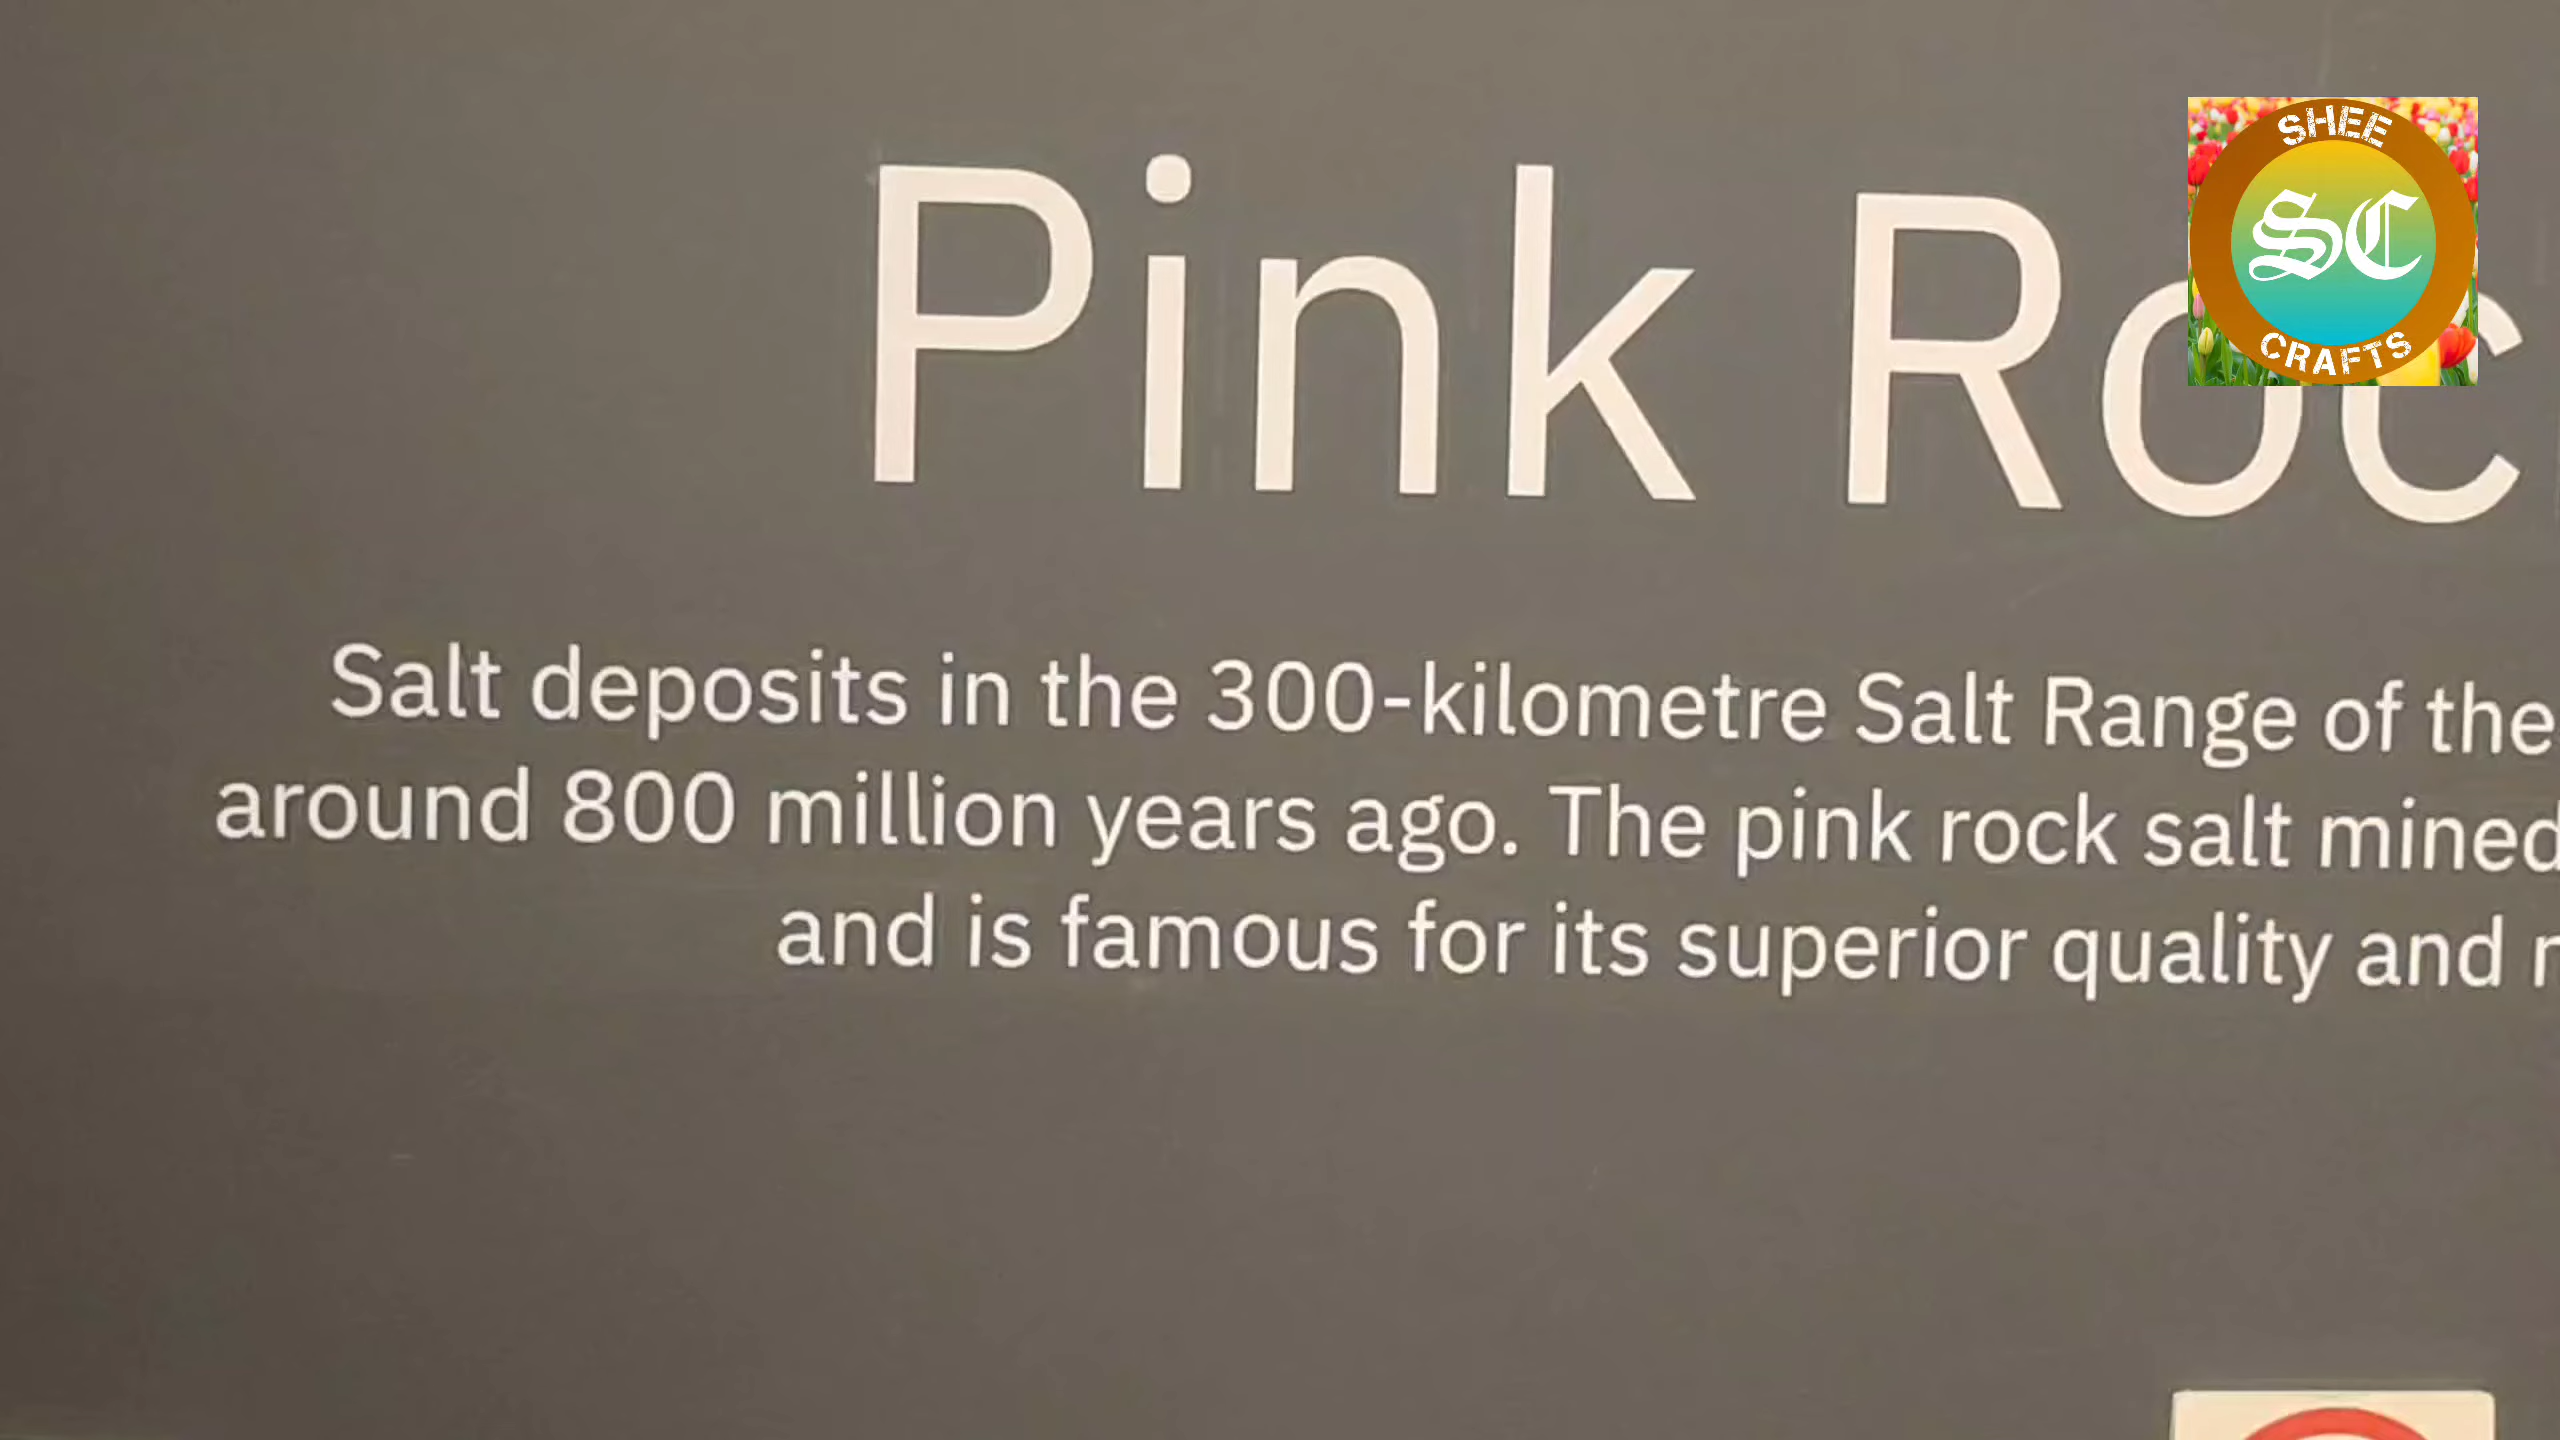 Pink Roc
SHEE
SC
CRAFTS
Salt deposits in the 300-kilometre Salt Range of the
around 800 million years ago. The pink rock salt mined
and is famous for its superior quality and